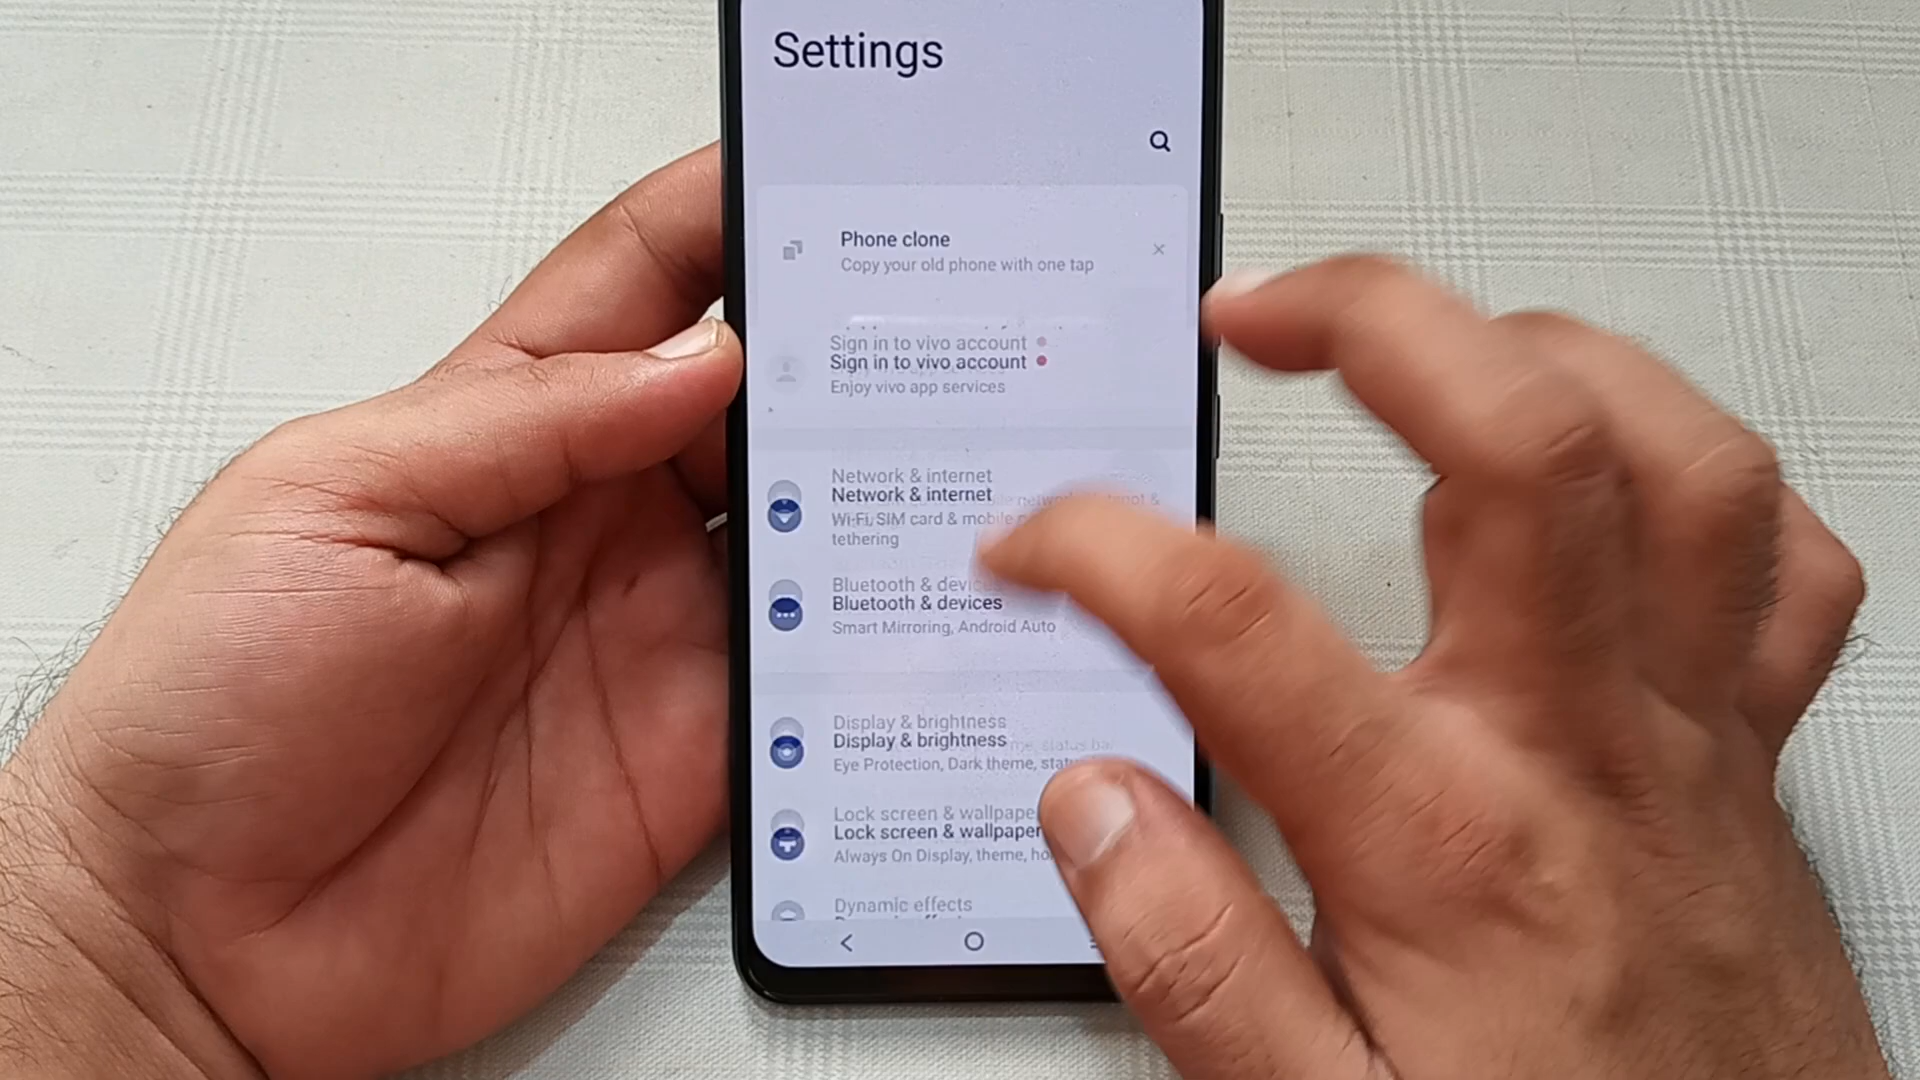 Settings
Phone clone
Copy your old phone with one tap
Sign in to vivo account
Sign in to vivo account
Enjoy vivo app services
Network & internet
Network & internet
Wi-Fi, SIM card & mobile
tethering
Bluetooth & devic
Bluetooth & devices
Smart Mirroring, Android Auto
Display & brightness
Display & brightness
Eye Protection, Dark theme, stat
Lock screen & wallpape
Lock screen & wallpaper
Always On Display, theme, ho
Dynamic effects